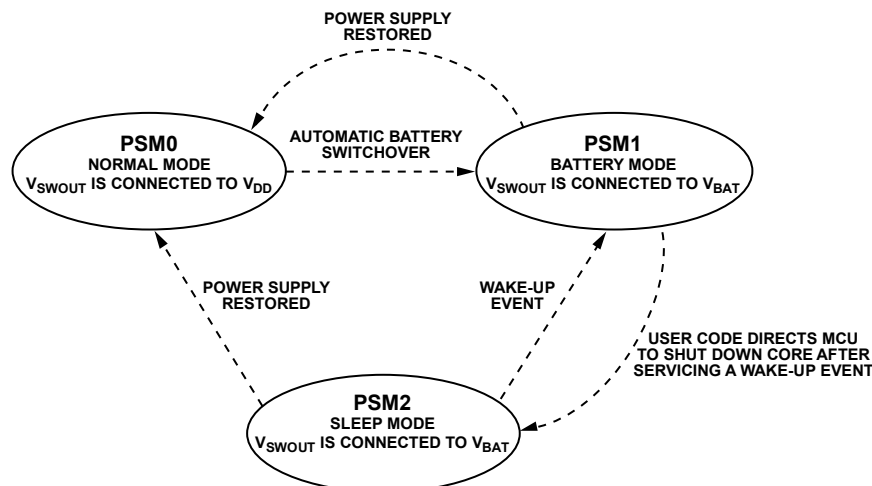 POWER SUPPLY
RESTORED
PSM0
NORMAL MODE
VSWOUT IS CONNECTED TO VDD
AUTOMATIC BATTERY
SWITCHOVER
PSM1
BATTERY MODE
VSWOUT IS CONNECTED TO VBAT
POWER SUPPLY
RESTORED
WAKE-UP
EVENT
USER CODE DIRECTS MCU
TO SHUT DOWN CORE AFTER
SERVICING A WAKE-UP EVENT
PSM2
SLEEP MODE
VSWOUT IS CONNECTED TO VBAT